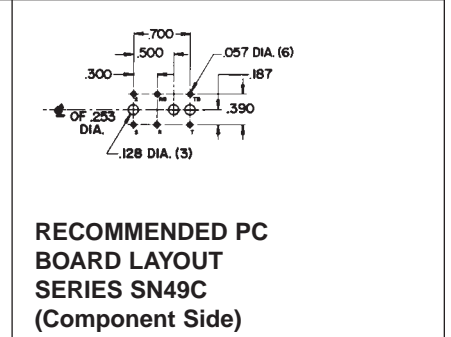 .700
.500
.057 DIA. (6)
.300
.187
.390
℄ OF .253
DIA.
S R T
.128 DIA. (3)
RECOMMENDED PC
BOARD LAYOUT
SERIES SN49C
(Component Side)